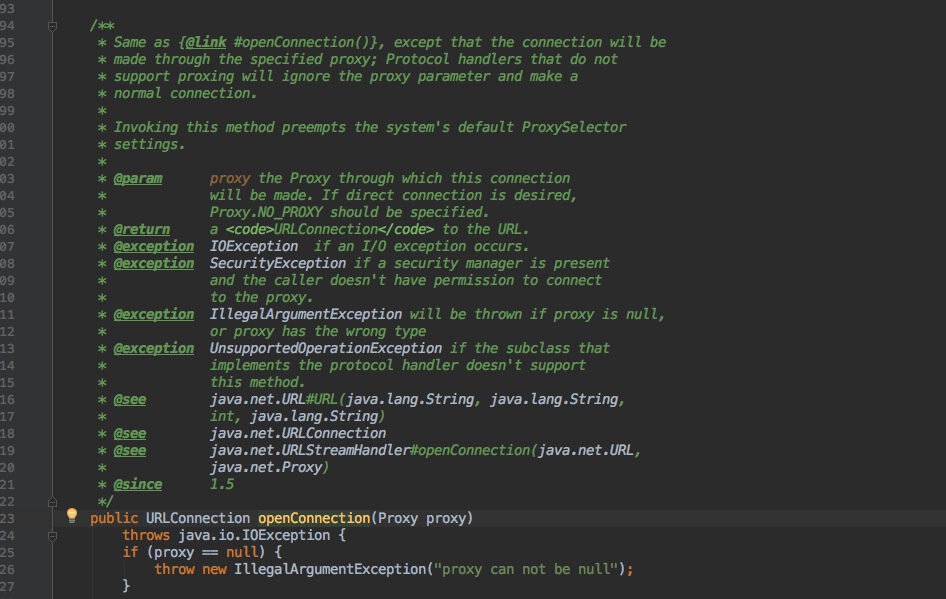 93
94 /**
95 * Same as {@link #openConnection()}, except that the connection will be
96 * made through the specified proxy; Protocol handlers that do not
97 * support proxing will ignore the proxy parameter and make a
98 * normal connection.
99 *
00 * Invoking this method preempts the system's default ProxySelector
01 * settings.
02 *
03 * @param proxy the Proxy through which this connection
04 * will be made. If direct connection is desired,
05 * Proxy.NO_PROXY should be specified.
06 * @return a <code>URLConnection</code> to the URL.
07 * @exception IOException if an I/O exception occurs.
08 * @exception SecurityException if a security manager is present
09 * and the caller doesn't have permission to connect
10 * to the proxy.
11 * @exception IllegalArgumentException will be thrown if proxy is null,
12 * or proxy has the wrong type
13 * @exception UnsupportedOperationException if the subclass that
14 * implements the protocol handler doesn't support
15 * this method.
16 * @see java.net.URL#URL(java.lang.String, java.lang.String,
17 * int, java.lang.String)
18 * @see java.net.URLConnection
19 * @see java.net.URLStreamHandler#openConnection(java.net.URL,
20 * java.net.Proxy)
21 * @since 1.5
22 */
23 public URLConnection openConnection(Proxy proxy)
24 throws java.io.IOException {
25 if (proxy == null) {
26 throw new IllegalArgumentException("proxy can not be null");
27 }